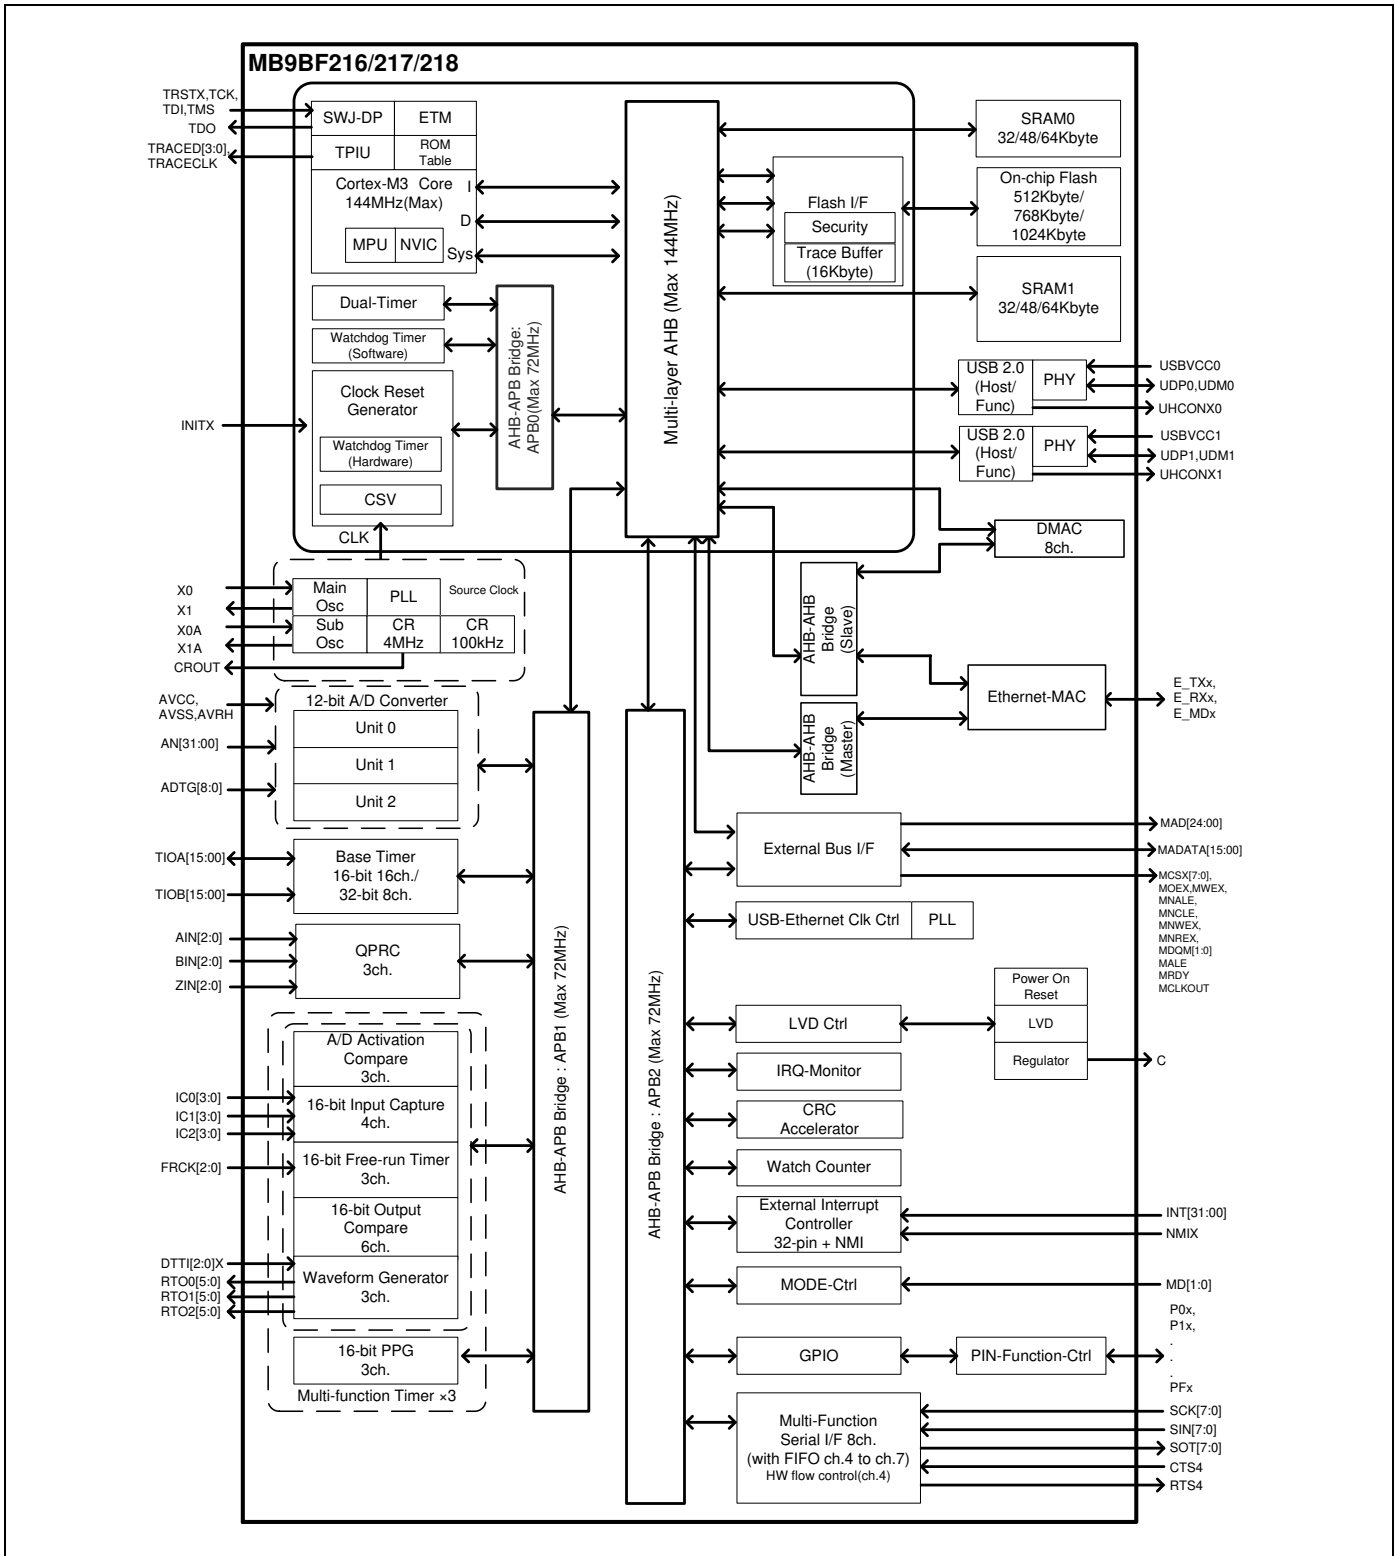 MB9BF216/217/218
TRSTX,TCK,
TDI,TMS
TDO
TRACED[3:0],
TRACECLK
SWJ-DP
ETM
TPIU
ROM
Table
Cortex-M3 Core
144MHz(Max)
I
D
Sys
MPU
NVIC
Dual-Timer
Watchdog Timer
(Software)
Clock Reset
Generator
Watchdog Timer
(Hardware)
CSV
CLK
INITX
AHB-APB Bridge:
APB0(Max 72MHz)
Multi-layer AHB (Max 144MHz)
Flash I/F
Security
Trace Buffer
(16Kbyte)
SRAM0
32/48/64Kbyte
On-chip Flash
512Kbyte/
768Kbyte/
1024Kbyte
SRAM1
32/48/64Kbyte
USB 2.0
(Host/
Func)
PHY
USBVCC0
UDP0,UDM0
UHCONX0
USB 2.0
(Host/
Func)
PHY
USBVCC1
UDP1,UDM1
UHCONX1
DMAC
8ch.
AHB-AHB
Bridge
(Slave)
AHB-AHB
Bridge
(Master)
Ethernet-MAC
E_TXx,
E_RXx,
E_MDx
X0
X1
X0A
X1A
CROUT
Main
Osc
PLL
Source Clock
Sub
Osc
CR
4MHz
CR
100kHz
AVCC,
AVSS,AVRH
AN[31:00]
ADTG[8:0]
12-bit A/D Converter
Unit 0
Unit 1
Unit 2
TIOA[15:00]
TIOB[15:00]
Base Timer
16-bit 16ch./
32-bit 8ch.
AIN[2:0]
BIN[2:0]
ZIN[2:0]
QPRC
3ch.
A/D Activation
Compare
3ch.
IC0[3:0]
IC1[3:0]
IC2[3:0]
16-bit Input Capture
4ch.
FRCK[2:0]
16-bit Free-run Timer
3ch.
16-bit Output
Compare
6ch.
DTTI[2:0]X
RTO0[5:0]
RTO1[5:0]
RTO2[5:0]
Waveform Generator
3ch.
16-bit PPG
3ch.
Multi-function Timer ×3
AHB-APB Bridge : APB1 (Max 72MHz)
AHB-APB Bridge : APB2 (Max 72MHz)
External Bus I/F
MAD[24:00]
MADATA[15:00]
MCSX[7:0],
MOEX,MWEX,
MNALE,
MNCLE,
MNWEX,
MNREX,
MDQM[1:0]
MALE
MRDY
MCLKOUT
USB-Ethernet Clk Ctrl
PLL
Power On
Reset
LVD Ctrl
LVD
Regulator
C
IRQ-Monitor
CRC
Accelerator
Watch Counter
External Interrupt
Controller
32-pin + NMI
INT[31:00]
NMIX
MODE-Ctrl
MD[1:0]
GPIO
PIN-Function-Ctrl
P0x,
P1x,
.
.
.
PFx
Multi-Function
Serial I/F 8ch.
(with FIFO ch.4 to ch.7)
HW flow control(ch.4)
SCK[7:0]
SIN[7:0]
SOT[7:0]
CTS4
RTS4